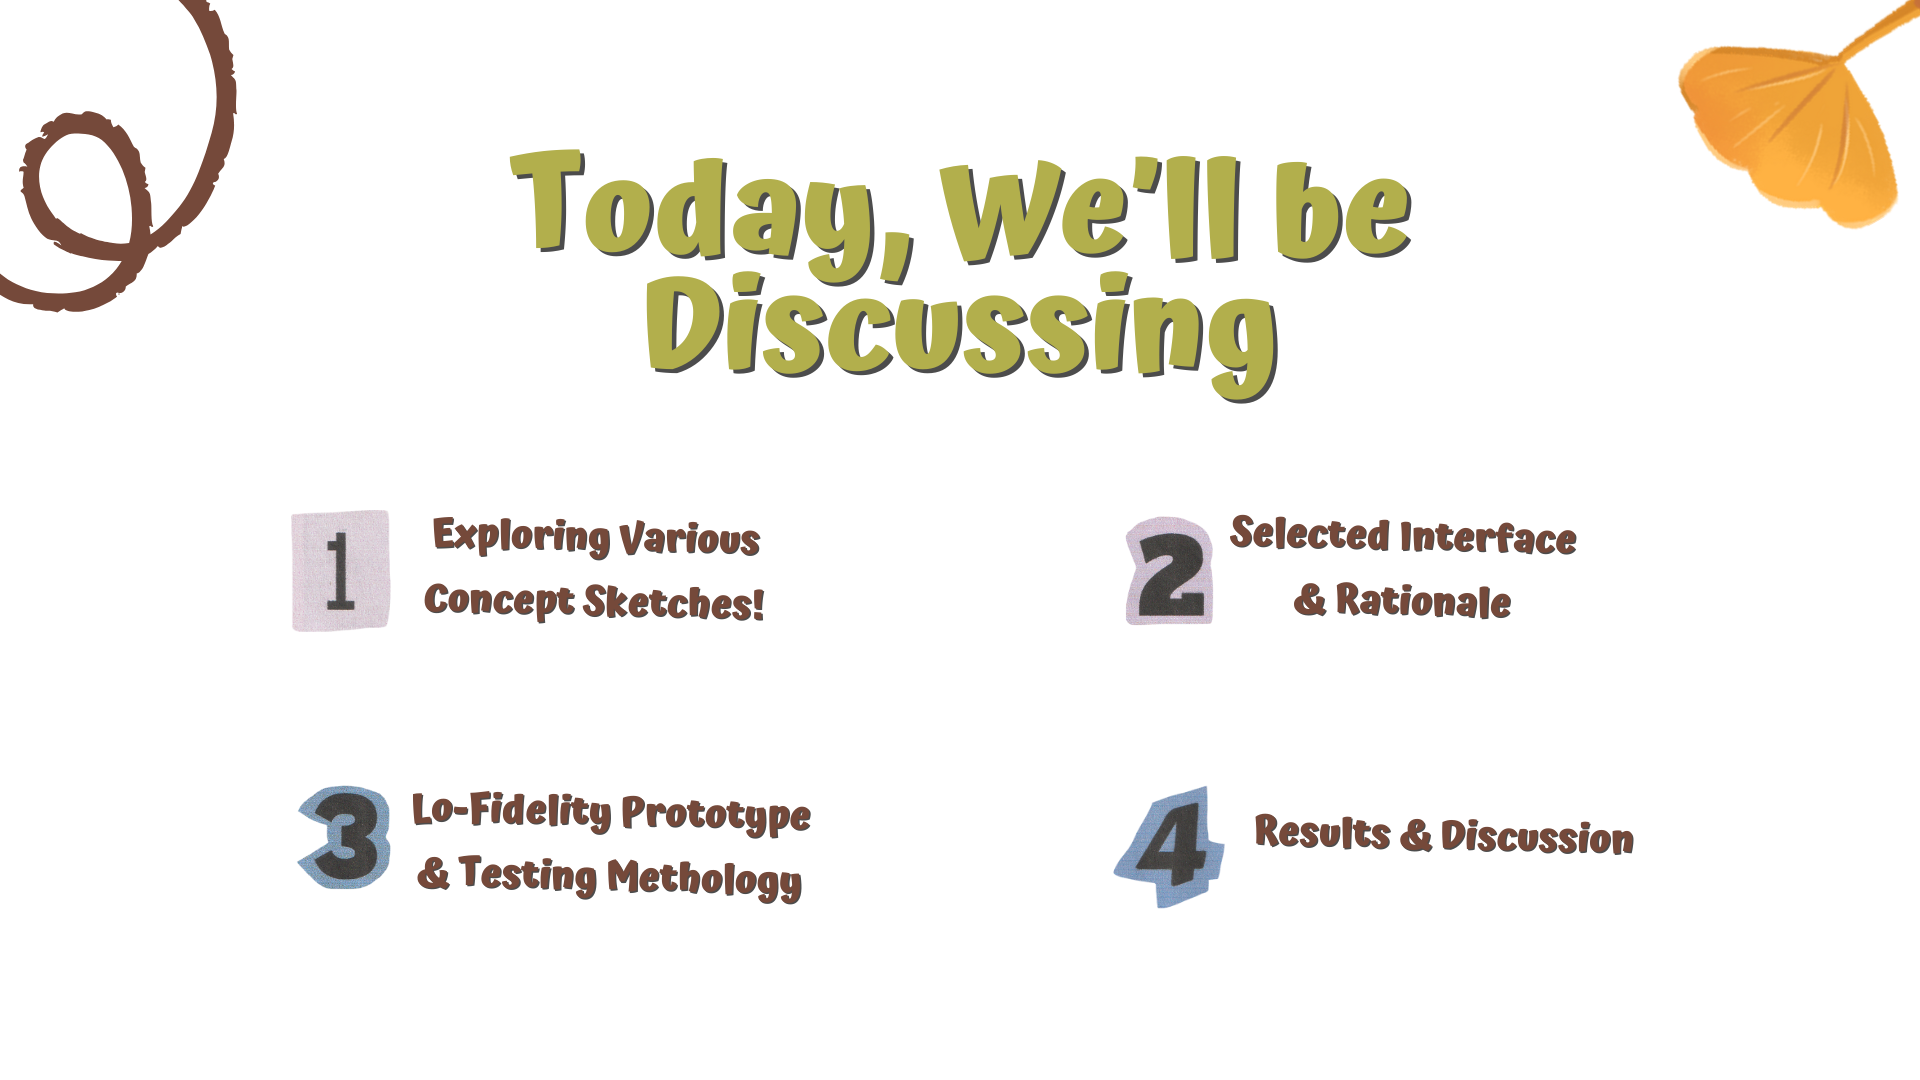 Today, We'll be
Discussing
1
Exploring Various
Concept Sketches!
2
Selected Interface
& Rationale
3
Lo-Fidelity Prototype
& Testing Methology
4
Results & Discussion